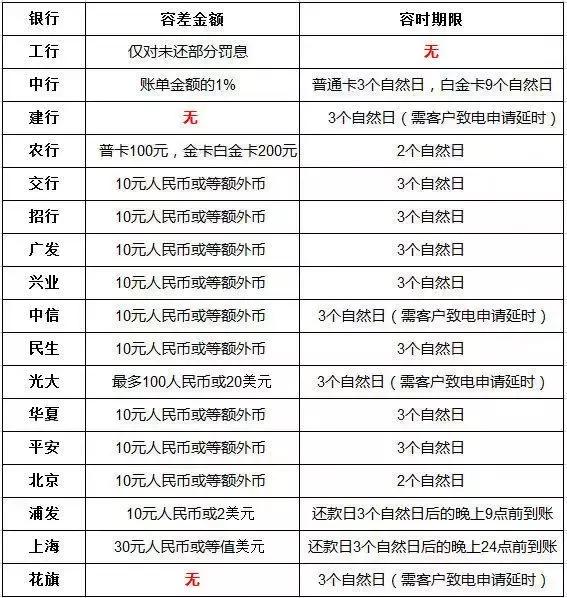 银行 容差金额 容时期限
工行 仅对未还部分罚息 无
中行 账单金额的1% 普通卡3个自然日，白金卡9个自然日
建行 无 3个自然日（需客户致电申请延时）
农行 普卡100元，金卡白金卡200元 2个自然日
交行 10元人民币或等额外币 3个自然日
招行 10元人民币或等额外币 3个自然日
广发 10元人民币或等额外币 3个自然日
兴业 10元人民币或等额外币 3个自然日
中信 10元人民币或等额外币 3个自然日（需客户致电申请延时）
民生 10元人民币或等额外币 3个自然日
光大 最多100人民币或20美元 3个自然日（需客户致电申请延时）
华夏 10元人民币或等额外币 3个自然日
平安 10元人民币或等额外币 3个自然日
北京 10元人民币或等额外币 2个自然日
浦发 10元人民币或2美元 还款日3个自然日后的晚上9点前到账
上海 30元人民币或等值美元 还款日3个自然日后的晚上24点前到账
花旗 无 3个自然日（需客户致电申请延时）